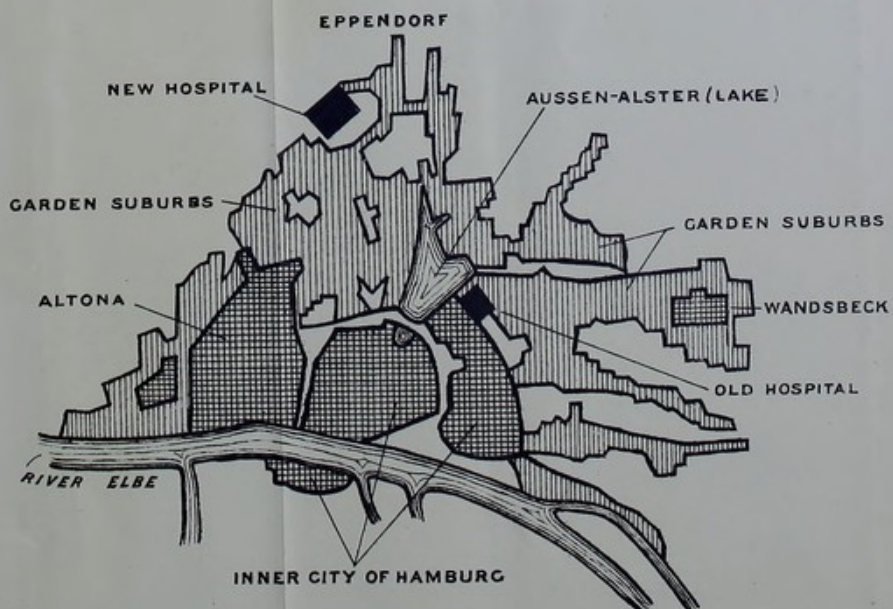 EPPENDORF
NEW HOSPITAL
AUSSEN-ALSTER (LAKE)
GARDEN SUBURBS
GARDEN SUBURBS
ALTONA
WANDSBECK
OLD HOSPITAL
RIVER ELBE
INNER CITY OF HAMBURG